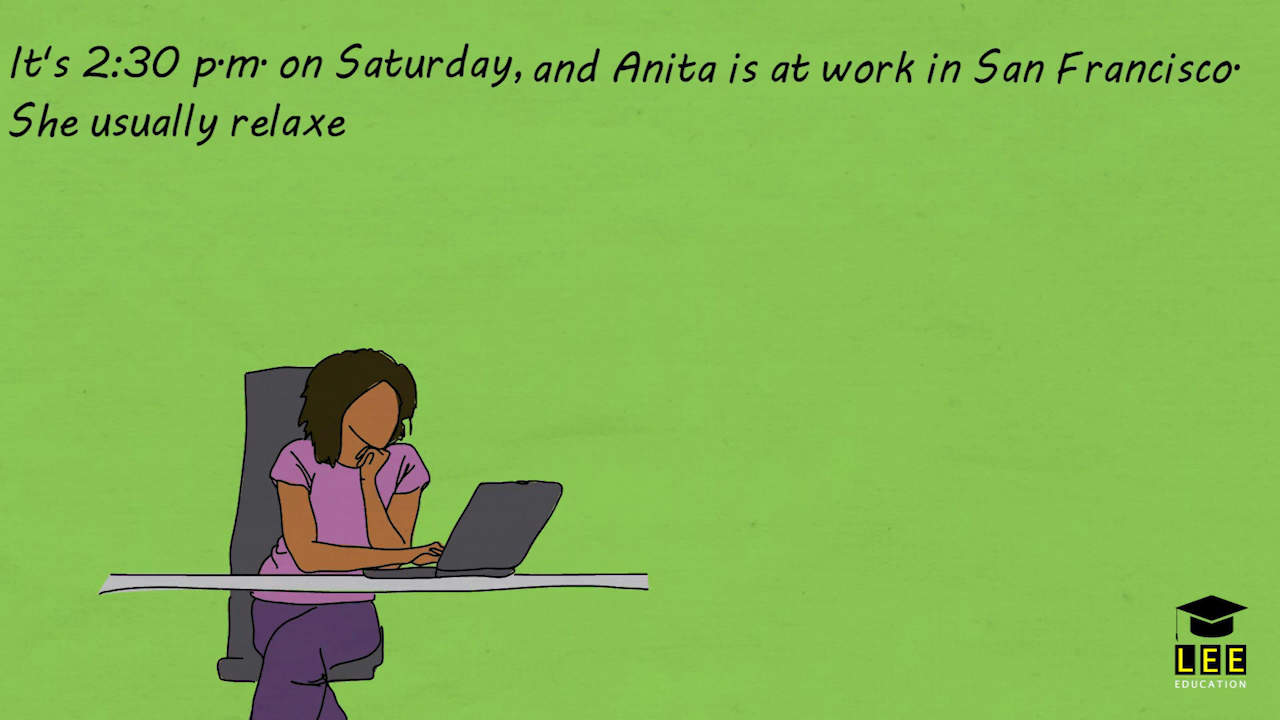 It's 2:30 p.m. on Saturday, and Anita is at work in San Francisco.
She usually relaxe
LEE
EDUCATION